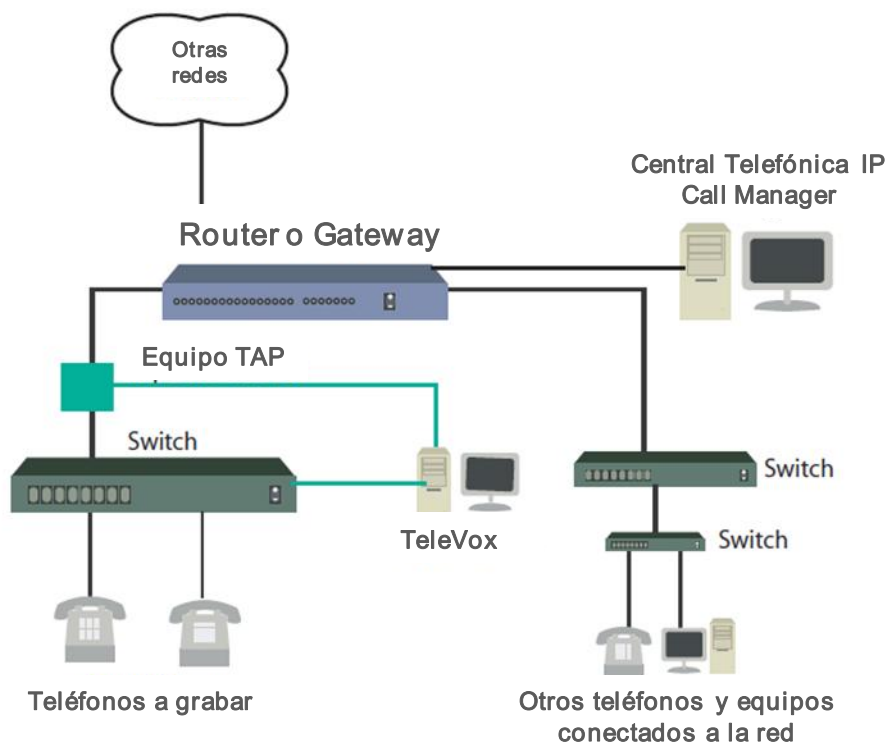 Otras
redes
Central Telefónica IP
Call Manager
Router o Gateway
Equipo TAP
Switch
Switch
TeleVox
Switch
Teléfonos a grabar
Otros teléfonos y equipos
conectados a la red